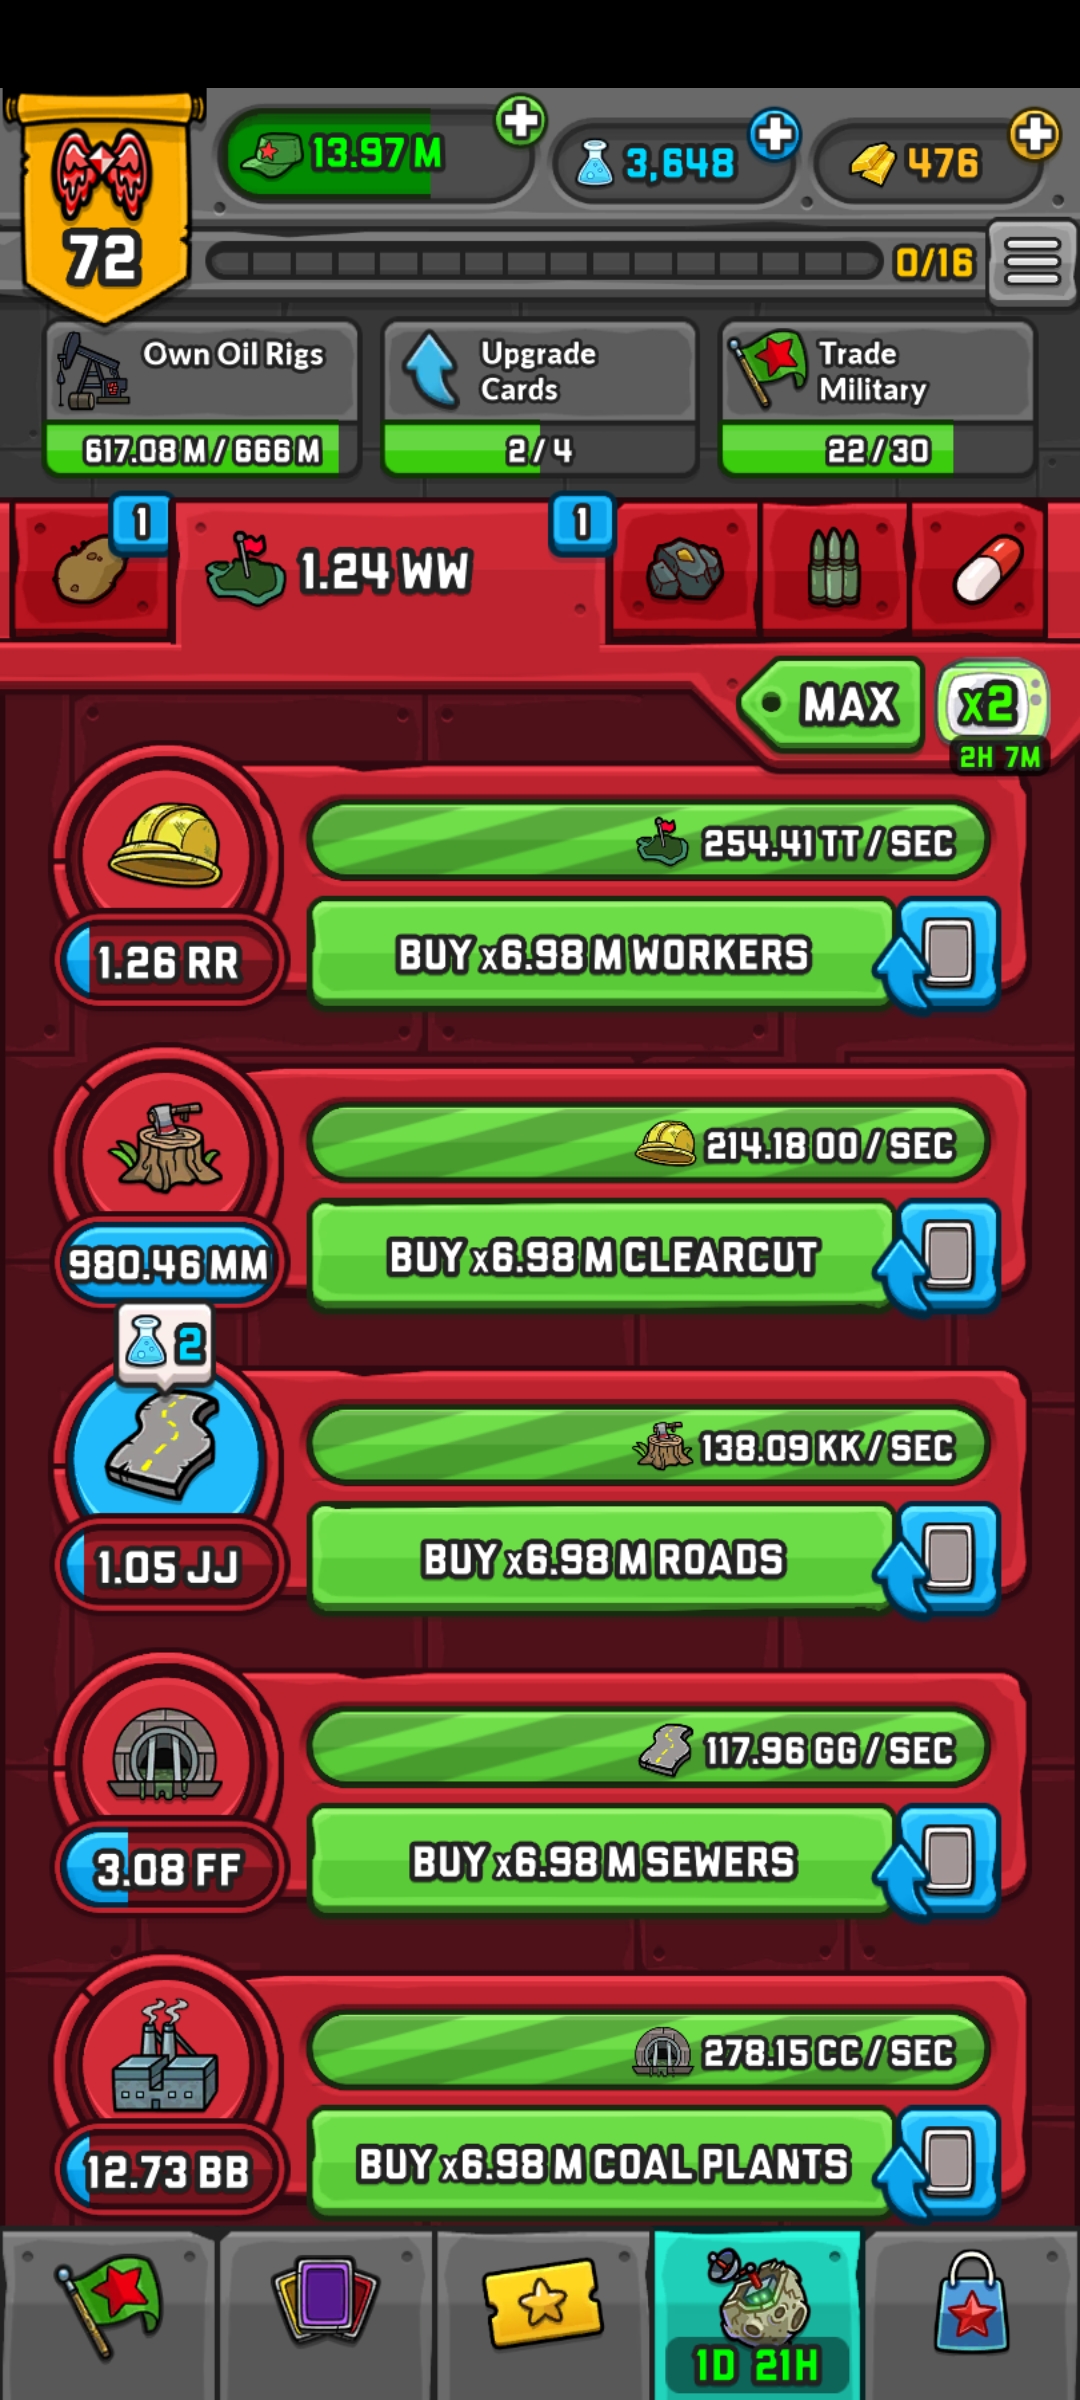 13.97 M
3,648
476
72
0/16
Own Oil Rigs
617.08 M / 666 M
Upgrade
Cards
2 / 4
Trade
Military
22 / 30
1
1.24 WW
1
MAX
x2
2H 7M
254.41 TT / SEC
1.26 RR
BUY x6.98 M WORKERS
214.18 OO / SEC
980.46 MM
BUY x6.98 M CLEARCUT
2
138.09 KK / SEC
1.05 JJ
BUY x6.98 M ROADS
117.96 GG / SEC
3.08 FF
BUY x6.98 M SEWERS
278.15 CC / SEC
12.73 BB
BUY x6.98 M COAL PLANTS
1D 21H